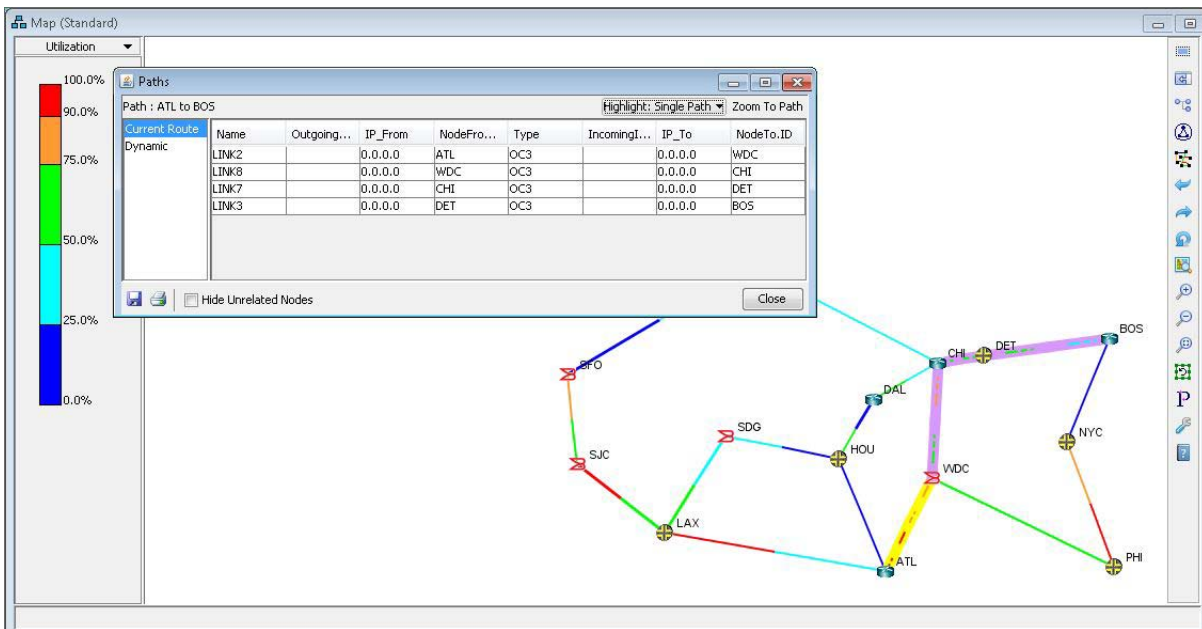 Map (Standard)
Utilization
100.0%
90.0%
75.0%
50.0%
25.0%
0.0%
Paths
Path : ATL to BOS
Highlight: Single Path
Zoom To Path
Current Route
Dynamic
Name Outgoing... IP_From NodeFro... Type IncomingI... IP_To NodeTo.ID
LINK2 0.0.0.0 ATL OC3 0.0.0.0 WDC
LINK8 0.0.0.0 WDC OC3 0.0.0.0 CHI
LINK7 0.0.0.0 CHI OC3 0.0.0.0 DET
LINK3 0.0.0.0 DET OC3 0.0.0.0 BOS
Hide Unrelated Nodes
Close
BOS
DET
CHI
SFO
DAL
SDG
NYC
HOU
SJC
WDC
LAX
PHI
ATL
P
?